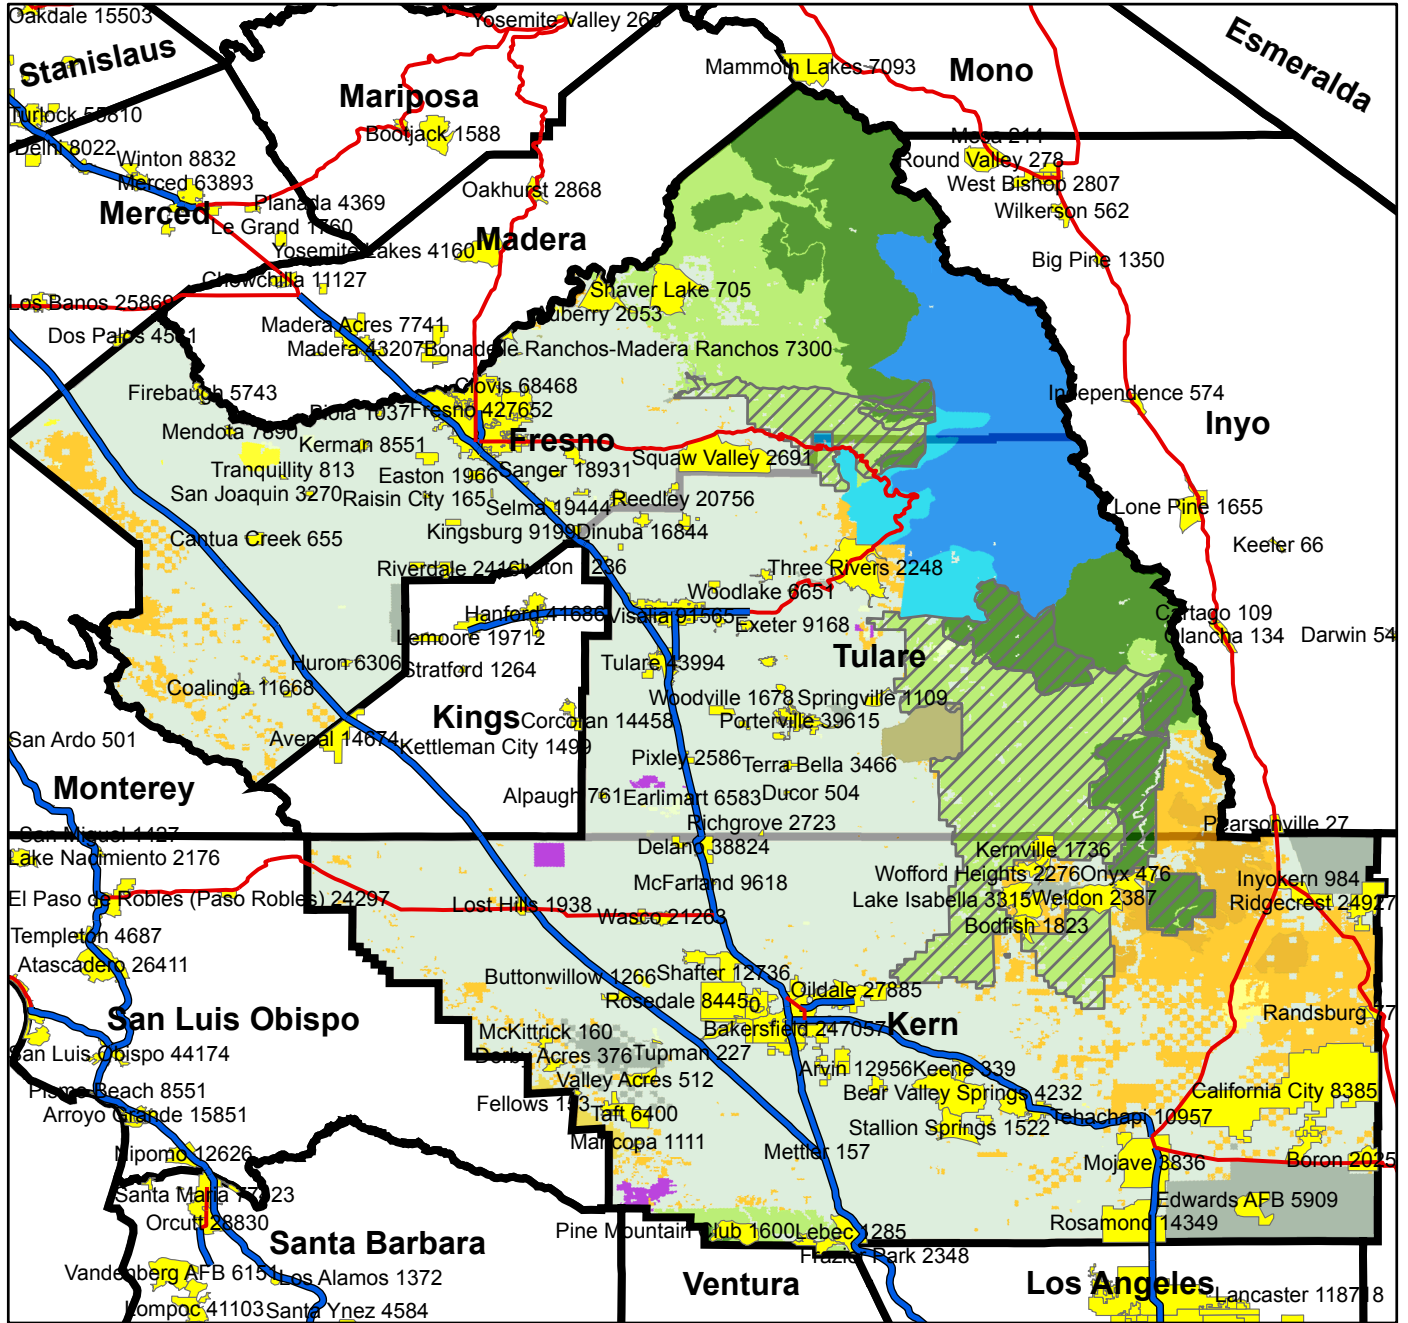 Oakdale 15503
Yosemite Valley 265
Esmeralda
Stanislaus
Mammoth Lakes 7093
Mono
Mariposa
Turlock 55810
Bootjack 1588
Mesa 214
Delhi 8022
Winton 8832
Round Valley 278
Merced 63893
West Bishop 2807
Oakhurst 2868
Planada 4369
Wilkerson 562
Merced
Le Grand 1760
Madera
Yosemite Lakes 4160
Big Pine 1350
Chowchilla 11127
Shaver Lake 705
Los Banos 25869
Auberry 2053
Madera Acres 7741
Dos Palos 4581
Madera 43207
Bonadelle Ranchos-Madera Ranchos 7300
Clovis 68468
Firebaugh 5743
Independence 574
Biola 1037
Fresno 427652
Inyo
Mendota 7890
Fresno
Kerman 8551
Squaw Valley 2691
Tranquillity 813
Easton 1966
Sanger 18931
San Joaquin 3270
Raisin City 165
Reedley 20756
Selma 19444
Lone Pine 1655
Kingsburg 9199
Dinuba 16844
Cantua Creek 655
Keeler 66
Riverdale 2416
Laton 1236
Three Rivers 2248
Woodlake 6651
Hanford 41686
Visalia 91565
Exeter 9168
Cartago 109
Lemoore 19712
Olancha 134
Darwin 54
Tulare
Huron 6306
Stratford 1264
Tulare 43994
Coalinga 11668
Woodville 1678
Springville 1109
Kings
Corcoran 14458
Porterville 39615
San Ardo 501
Avenal 14674
Kettleman City 1499
Pixley 2586
Terra Bella 3466
Monterey
Alpaugh 761
Earlimart 6583
Ducor 504
Richgrove 2723
Pearsonville 27
San Miguel 1427
Delano 38824
Kernville 1736
Lake Nacimiento 2176
Wofford Heights 2276
Onyx 476
McFarland 9618
Inyokern 984
El Paso de Robles (Paso Robles) 24297
Lake Isabella 3315
Weldon 2387
Ridgecrest 24927
Lost Hills 1938
Wasco 21263
Bodfish 1823
Templeton 4687
Atascadero 26411
Buttonwillow 1266
Shafter 12736
Oildale 27885
Rosedale 8445
San Luis Obispo
Randsburg 77
Kern
McKittrick 160
Bakersfield 247057
San Luis Obispo 44174
Derby Acres 376
Tupman 227
Arvin 12956
Keene 339
Valley Acres 512
Pismo Beach 8551
Bear Valley Springs 4232
California City 8385
Fellows 153
Arroyo Grande 15851
Taft 6400
Tehachapi 10957
Stallion Springs 1522
Maricopa 1111
Nipomo 12626
Mettler 157
Mojave 3836
Boron 2025
Santa Maria 77423
Edwards AFB 5909
Orcutt 28830
Rosamond 14349
Pine Mountain Club 1600
Lebec 1285
Santa Barbara
Frazier Park 2348
Vandenberg AFB 6151
Los Alamos 1372
Ventura
Los Angeles
Lancaster 118718
Lompoc 41103
Santa Ynez 4584